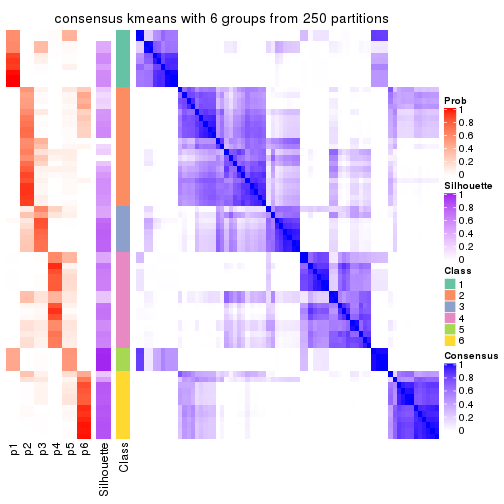 consensus kmeans with 6 groups from 250 partitions
Prob
1
0.8
0.6
0.4
0.2
0
Silhouette
1
0.8
0.6
0.4
0.2
0
Class
1
2
3
4
5
6
Consensus
1
0.8
0.6
0.4
0.2
0
p1
p2
p3
p4
p5
p6
Silhouette
Class